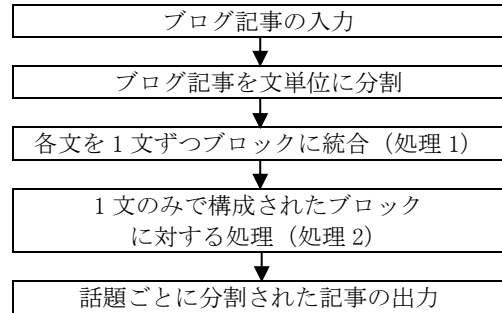 ブログ記事の入力
ブログ記事を文単位に分割
各文を1文ずつブロックに統合（処理1）
1文のみで構成されたブロック
に対する処理（処理2）
話題ごとに分割された記事の出力